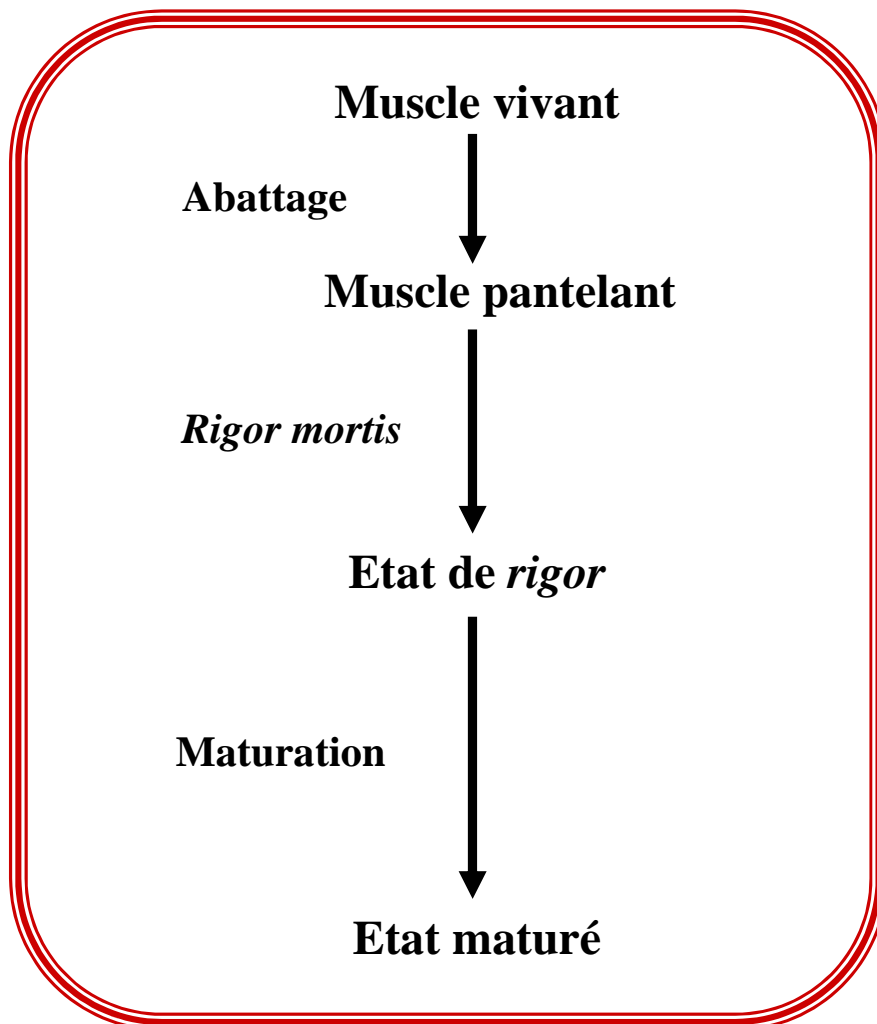 Muscle vivant
Abattage
Muscle pantelant
Rigor mortis
Etat de rigor
Maturation
Etat maturé